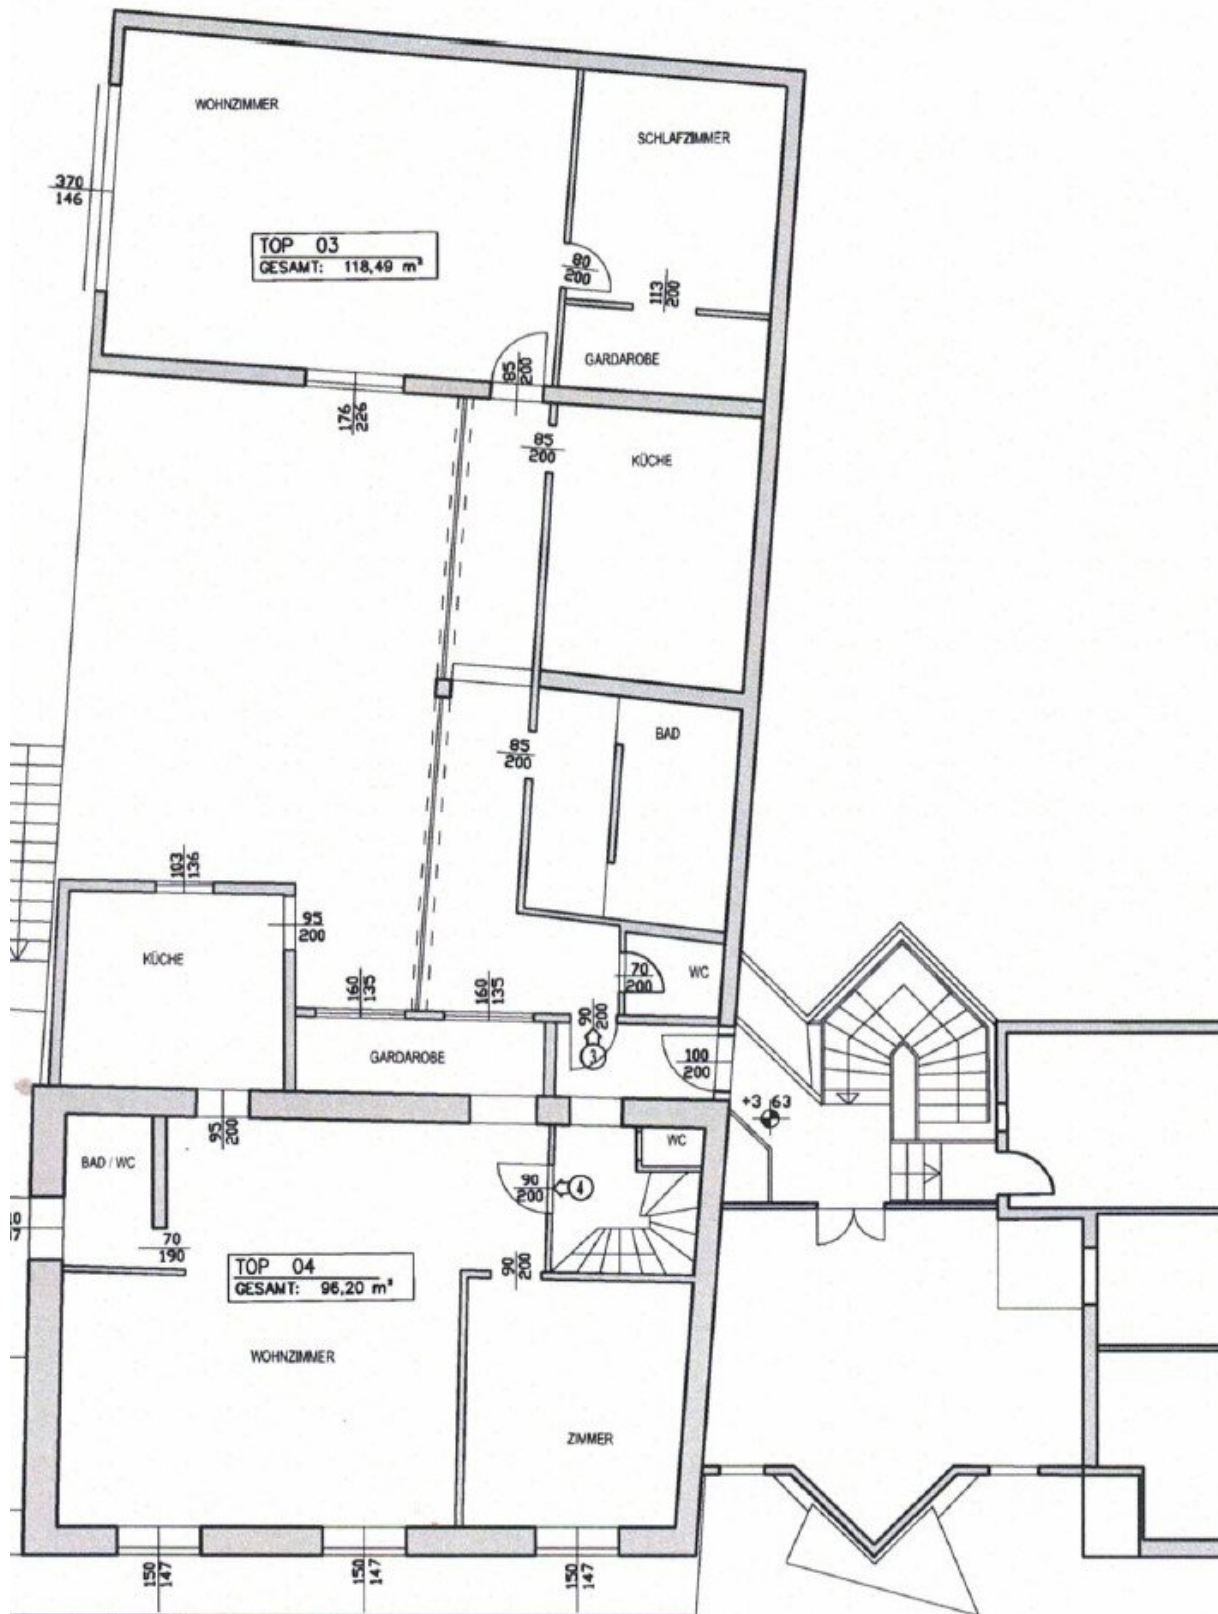 WOHNZIMMER
SCHLAFZIMMER
370
146
TOP 03
GESAMT: 118,49 m²
80
200
113
200
GARDAROBE
85
200
176
226
85
200
KÜCHE
BAD
85
200
103
136
95
200
KÜCHE
160
135
160
135
90
200
70
200
WC
GARDAROBE
3
100
200
+3,63
95
200
BAD / WC
WC
90
200
4
70
190
90
200
TOP 04
GESAMT: 96,20 m²
WOHNZIMMER
ZIMMER
150
147
150
147
150
147